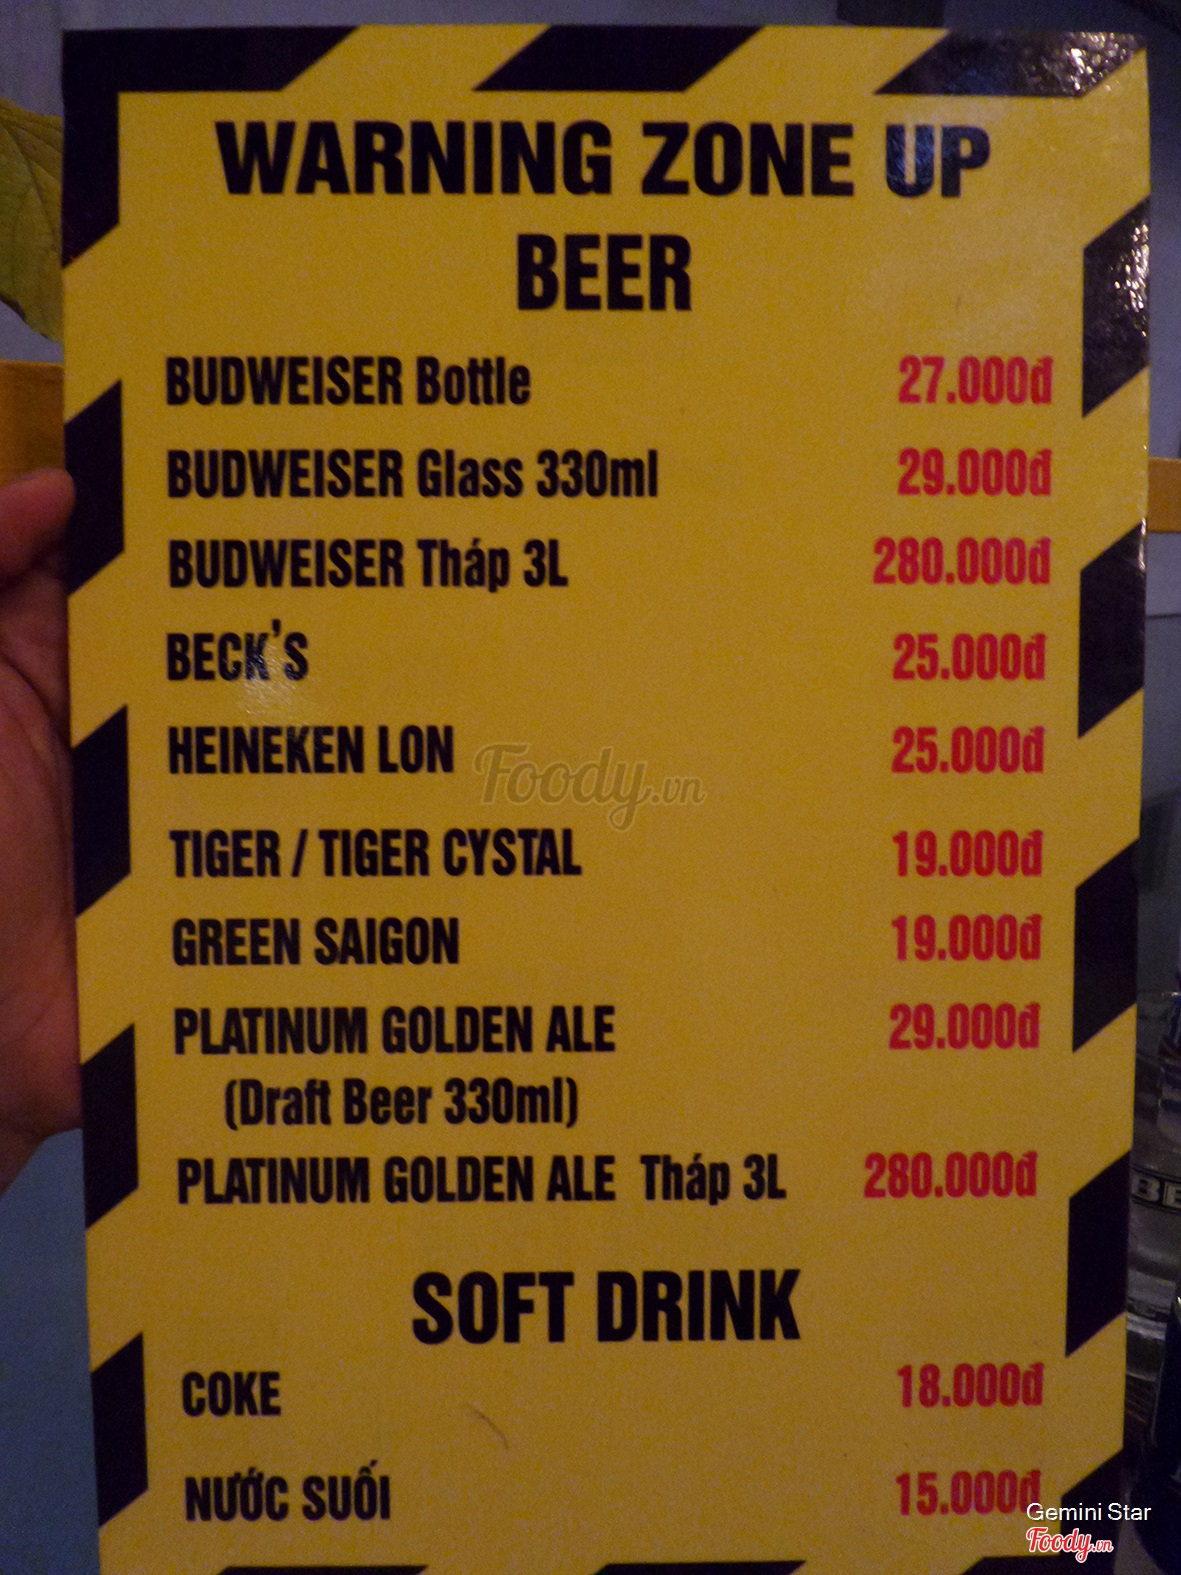 WARNING ZONE UP
BEER
BUDWEISER Bottle 27.000đ
BUDWEISER Glass 330ml 29.000đ
BUDWEISER Tháp 3L 280.000đ
BECK'S 25.000đ
HEINEKEN LON 25.000đ
Foody.vn
TIGER / TIGER CYSTAL 19.000đ
GREEN SAIGON 19.000đ
PLATINUM GOLDEN ALE 29.000đ
(Draft Beer 330ml)
PLATINUM GOLDEN ALE Tháp 3L 280.000đ
BE
SOFT DRINK
COKE 18.000đ
NƯỚC SUỐI 15.000đ
Gemini Star
Foody.vn